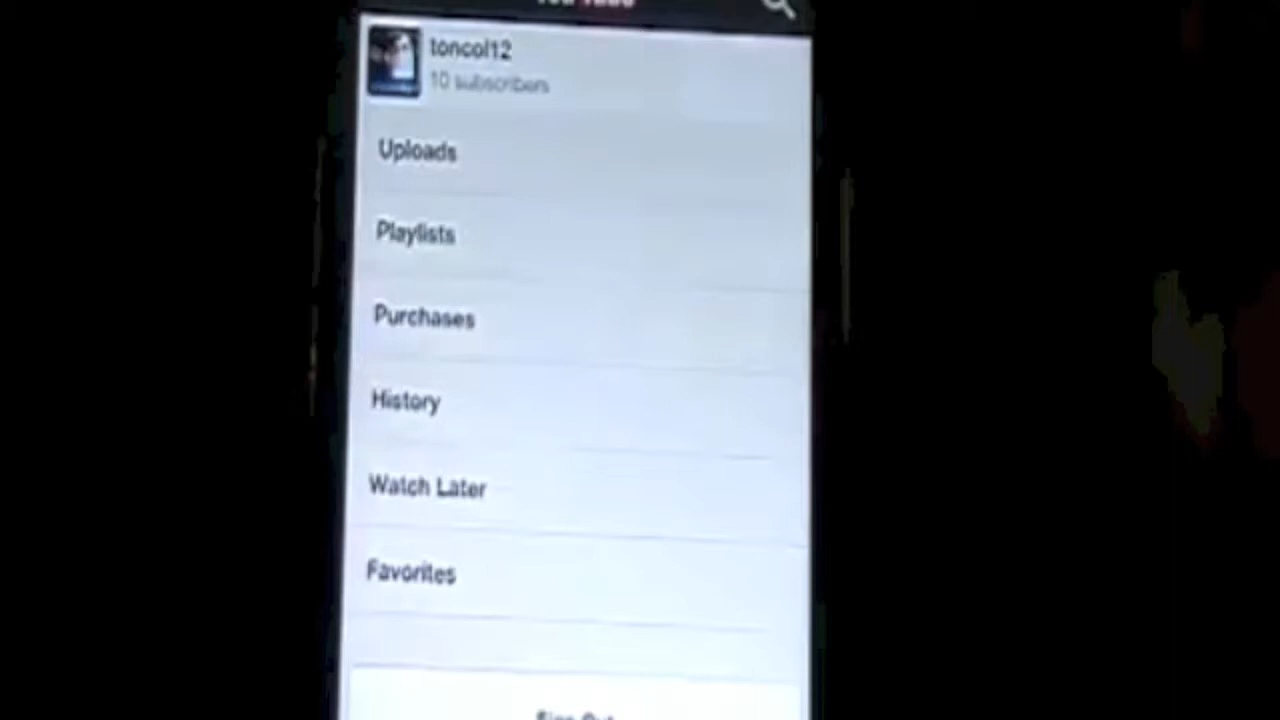 toncol12
10 subscribers
Uploads
Playlists
Purchases
History
Watch Later
Favorites